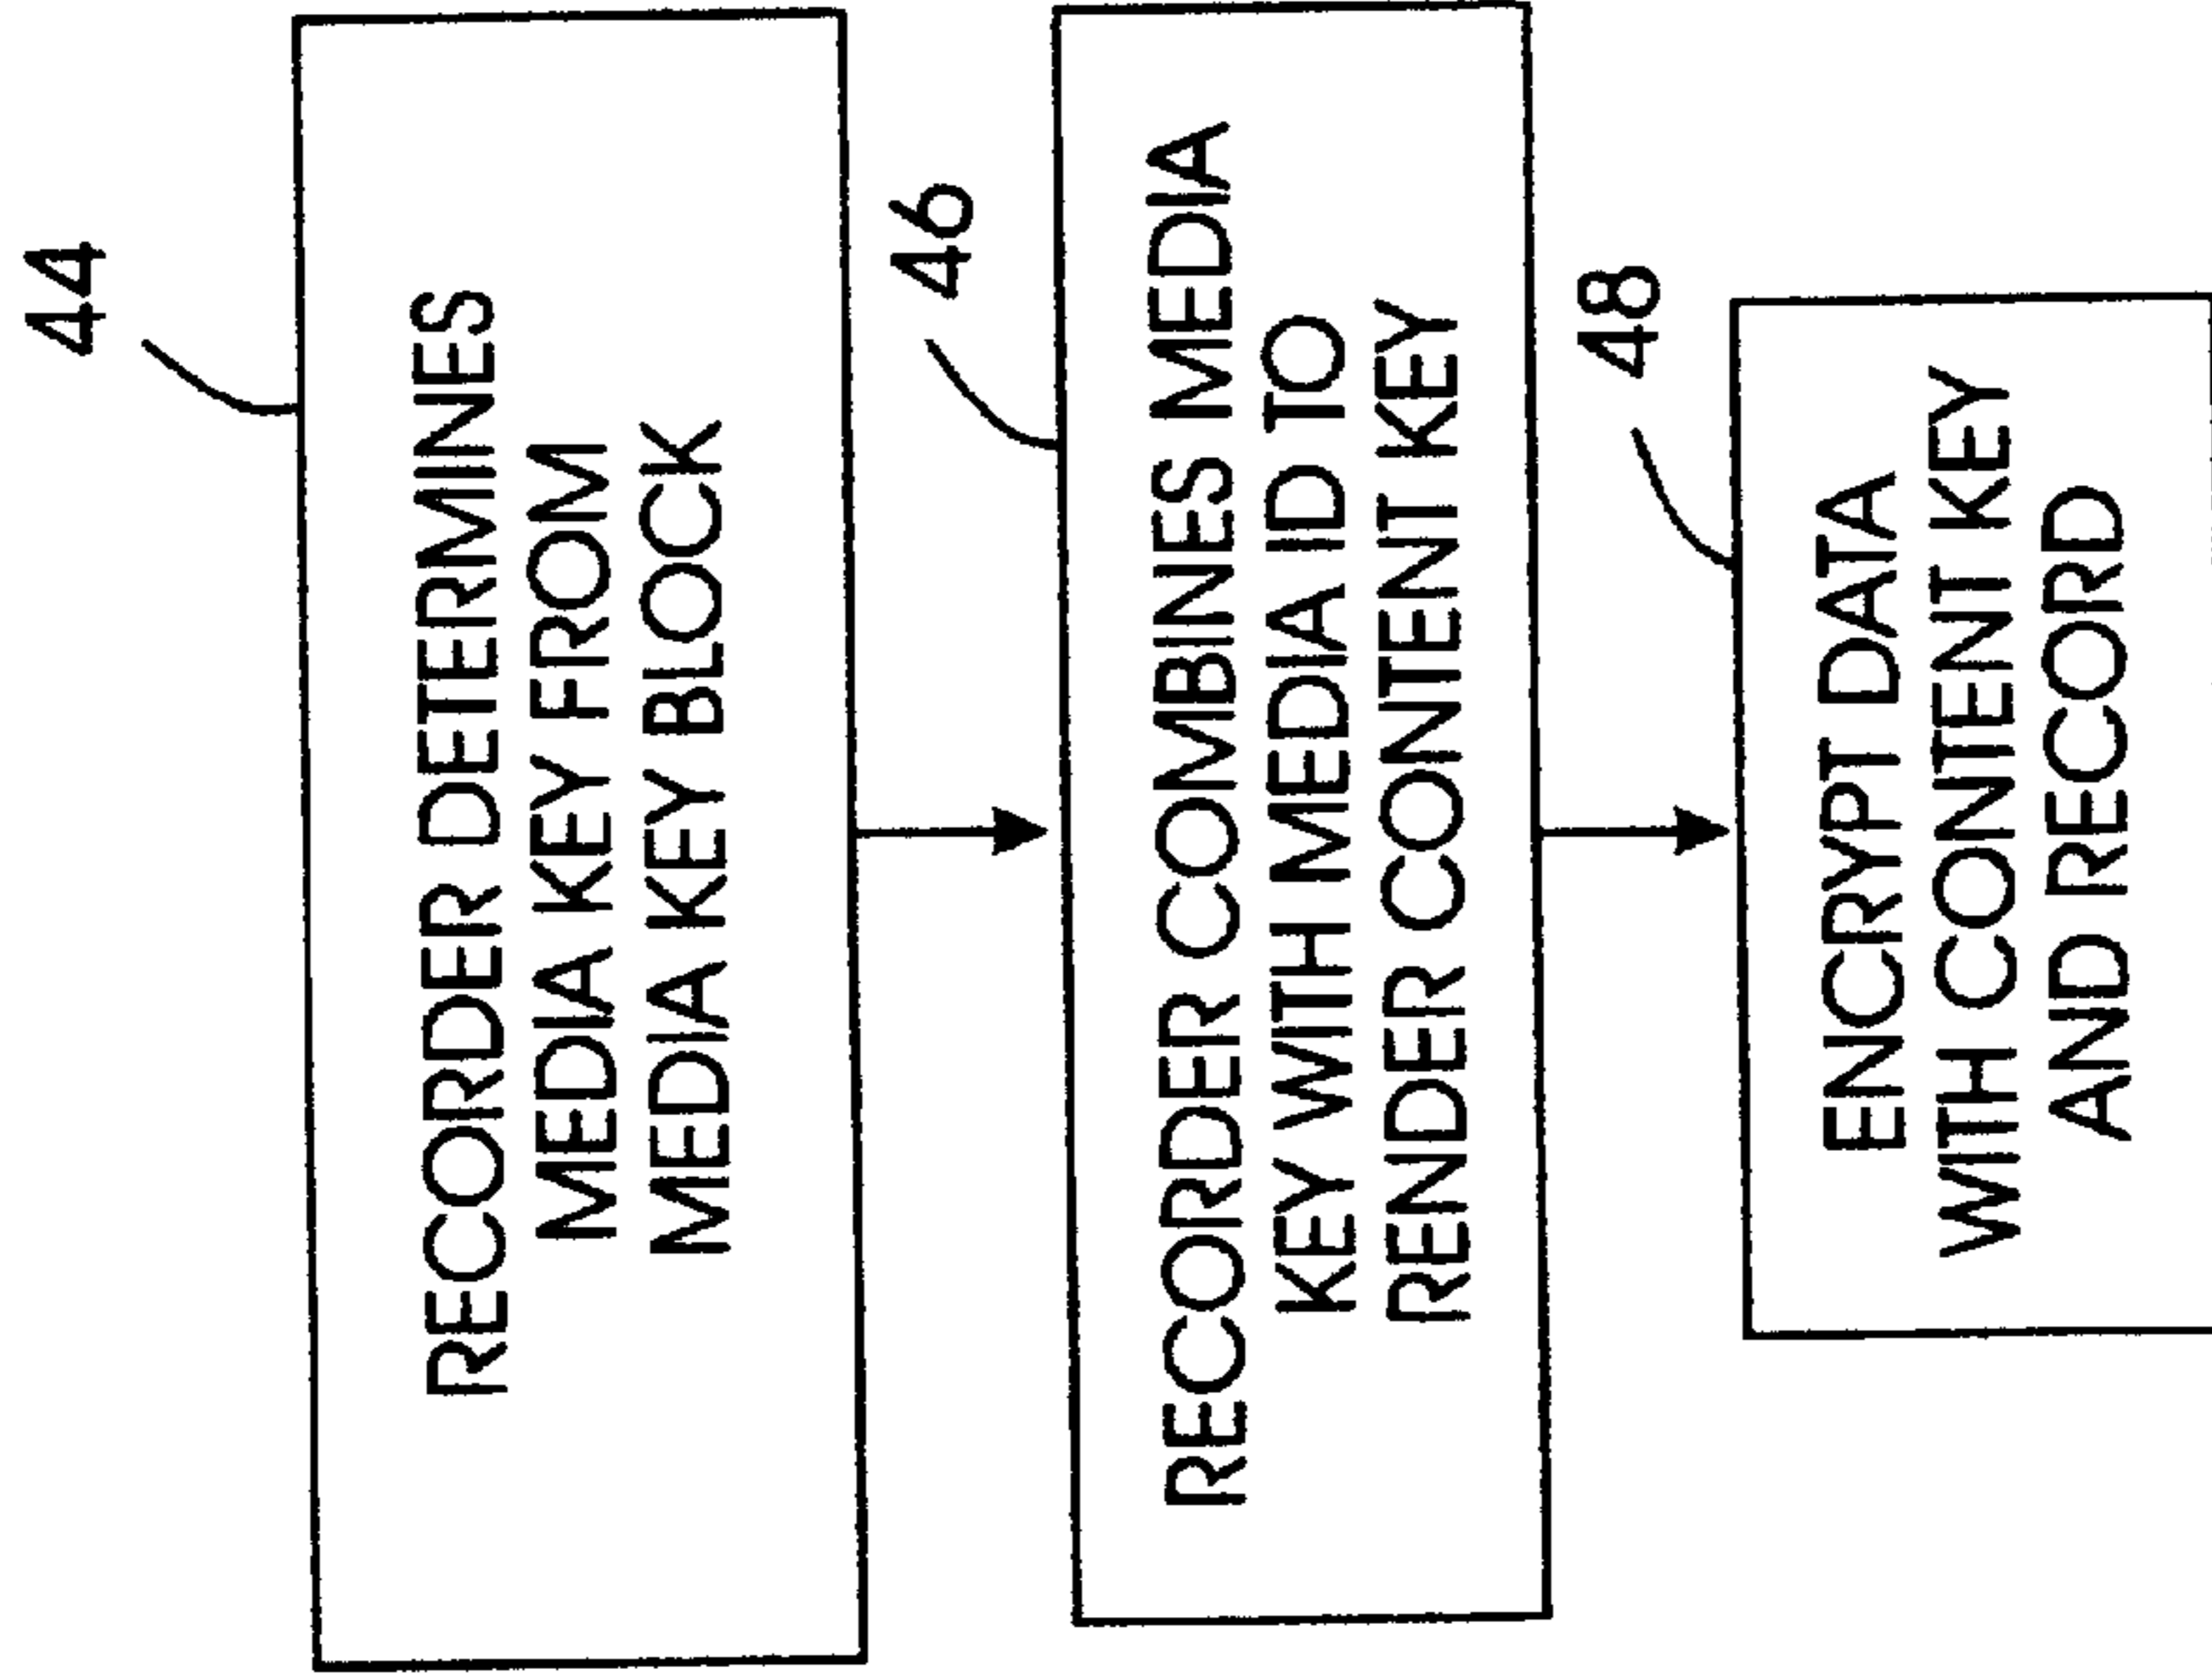 44
RECORDER DETERMINES
MEDIA KEY FROM
MEDIA KEY BLOCK
46
RECORDER COMBINES MEDIA
KEY WITH MEDIA ID TO
RENDER CONTENT KEY
48
ENCRYPT DATA
WITH CONTENT KEY
AND RECORD